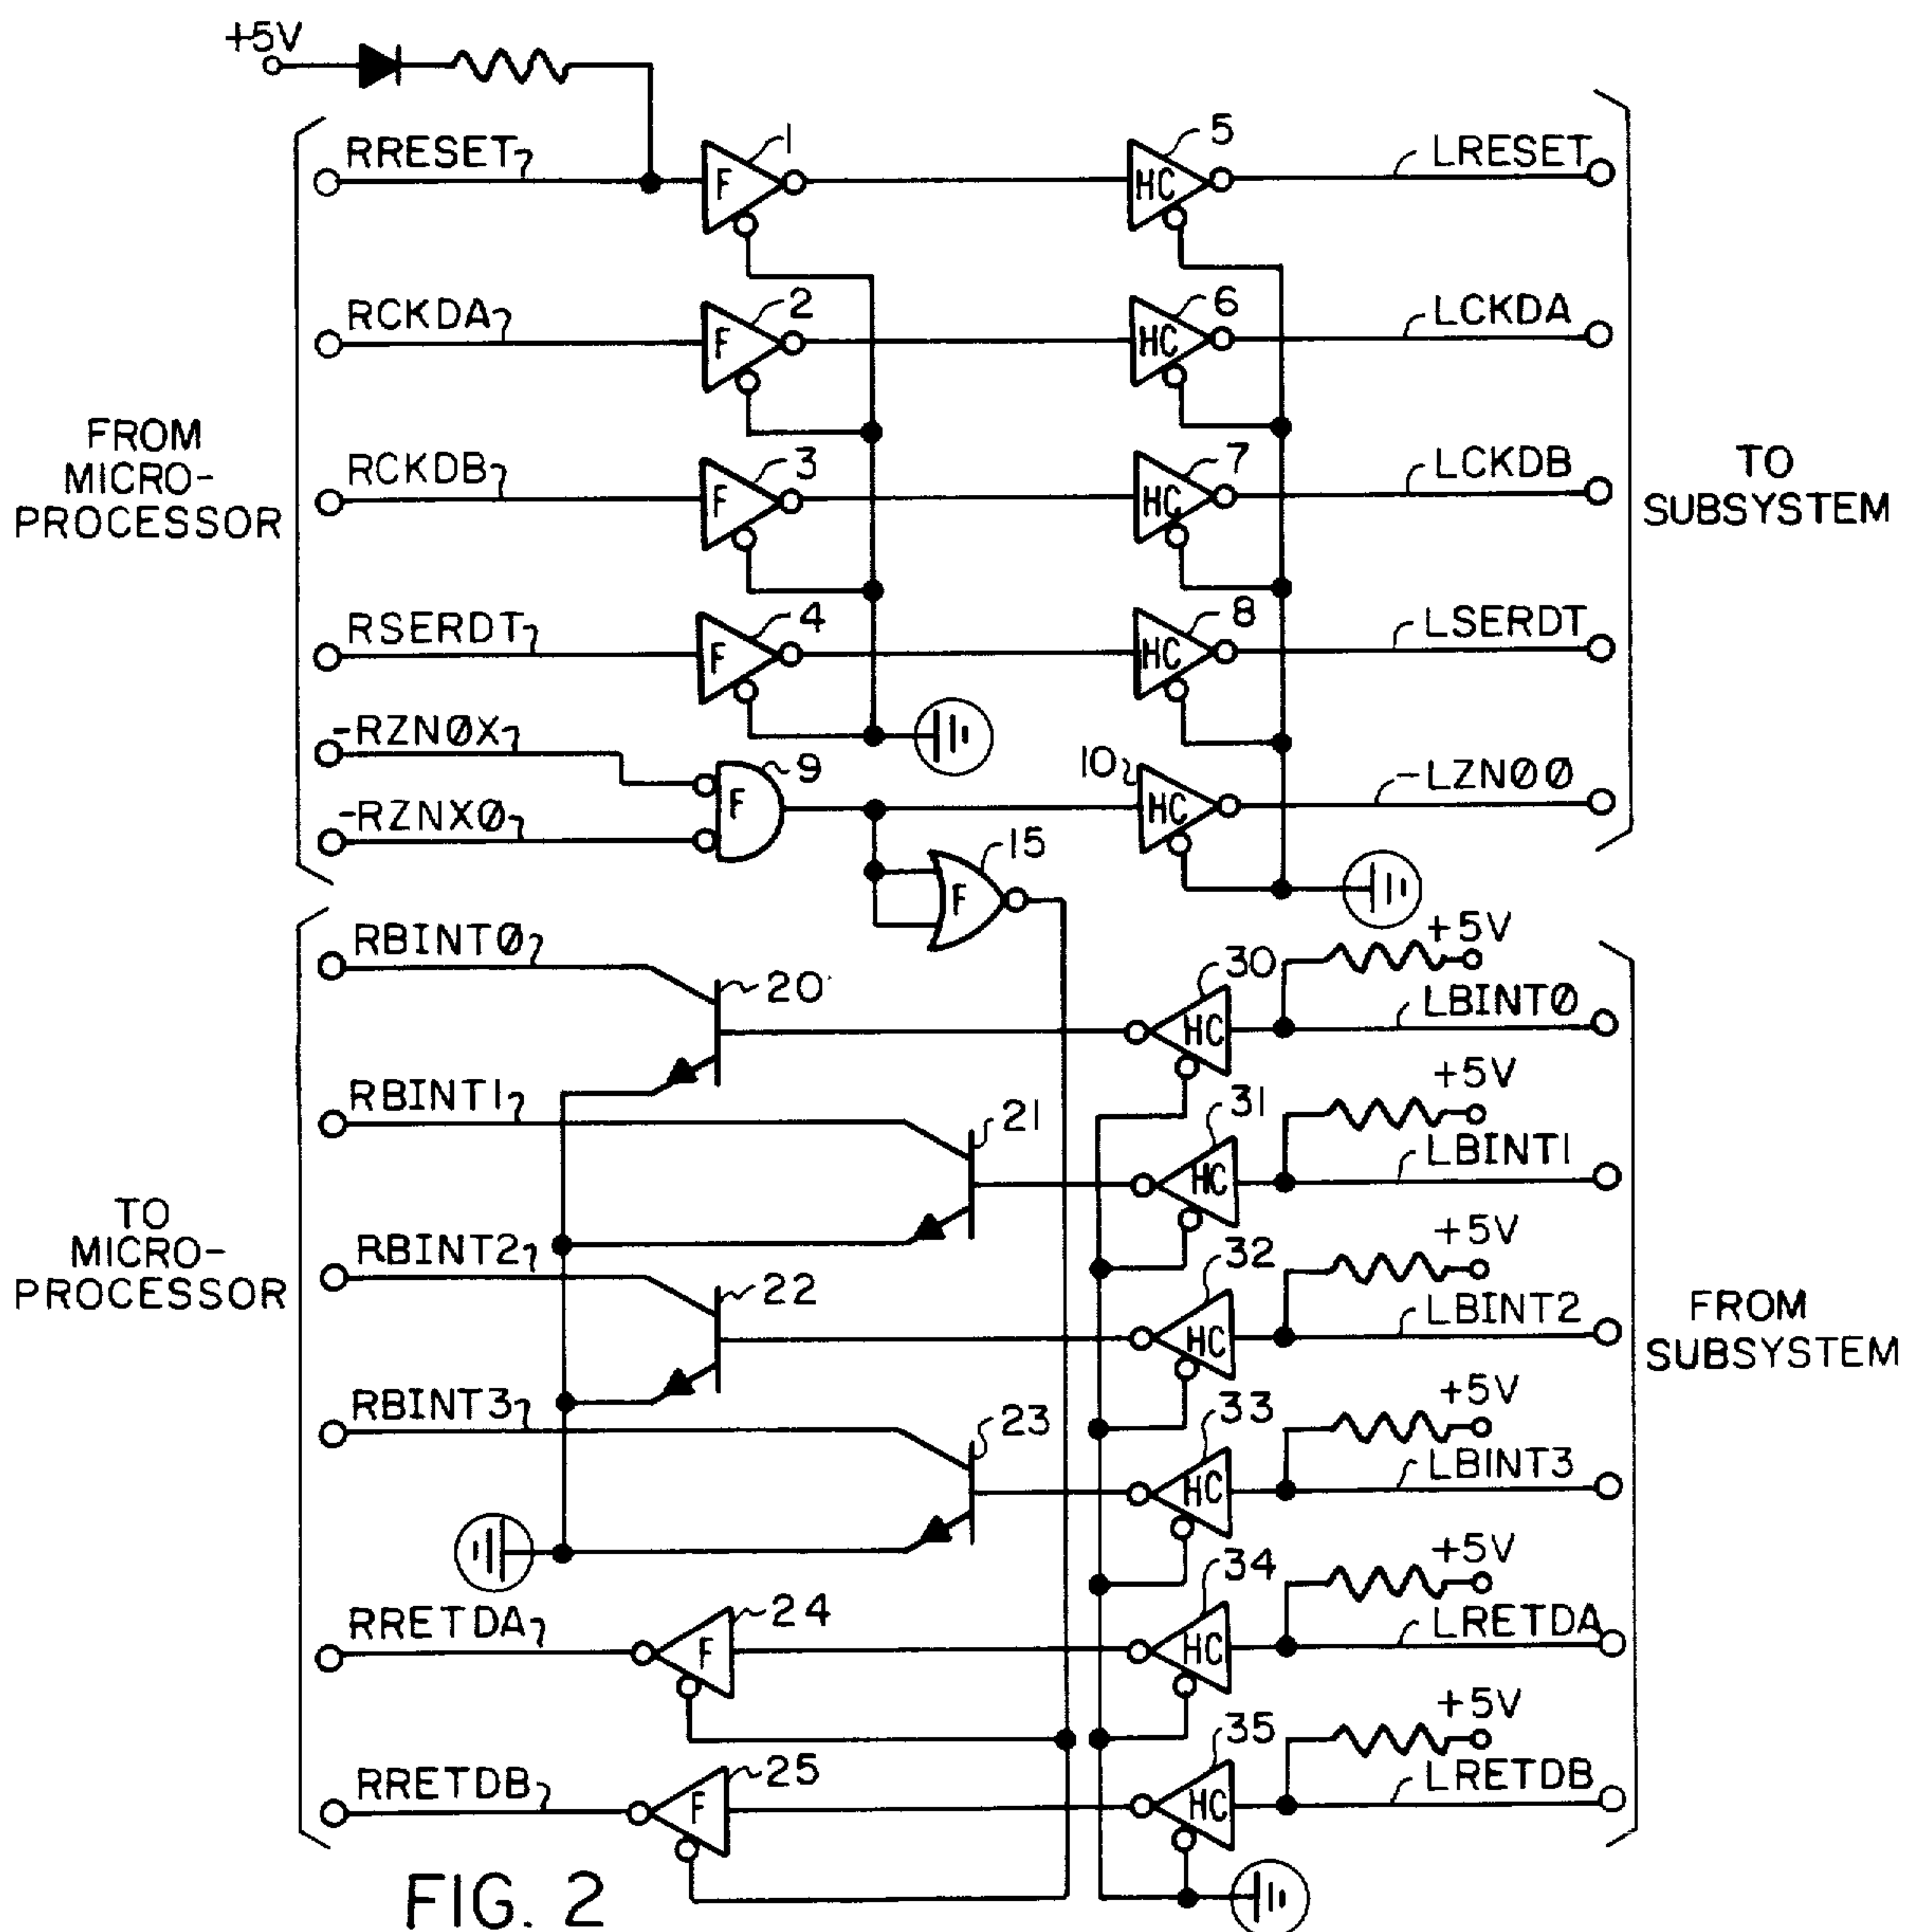 +5V
RRESET
F
1
HC
5
LRESET
RCKDA
F
2
HC
6
LCKDA
FROM
MICRO-
PROCESSOR
RCKDB
F
3
HC
7
LCKDB
TO
SUBSYSTEM
RSERDT
F
4
HC
8
LSERDT
-RZNØX
F
9
10
HC
-LZNØØ
-RZNXØ
F
15
RBINTØ
20
30
HC
+5V
LBINTØ
RBINT1
21
31
HC
+5V
LBINT1
TO
MICRO-
PROCESSOR
RBINT2
22
32
HC
+5V
LBINT2
FROM
SUBSYSTEM
RBINT3
23
33
HC
+5V
LBINT3
RRETDA
F
24
34
HC
+5V
LRETDA
RRETDB
F
25
35
HC
+5V
LRETDB
FIG. 2